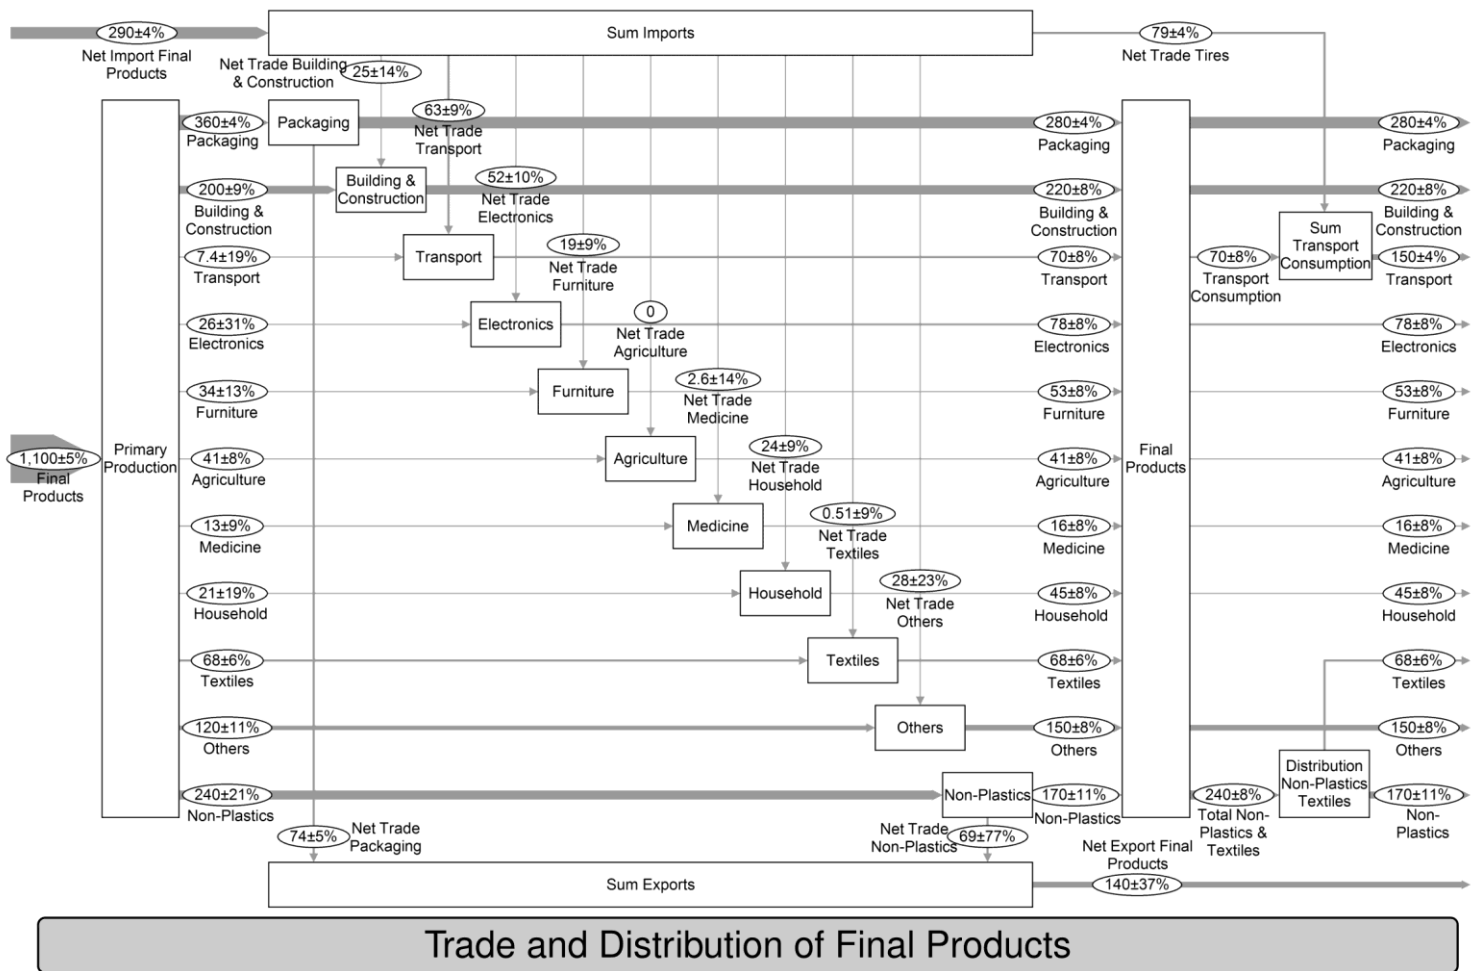 290±4%
Net Import Final
Products
Sum Imports
79±4%
Net Trade Tires
Net Trade Building
& Construction
25±14%
63±9%
Net Trade
Transport
360±4%
Packaging
Packaging
280±4%
Packaging
280±4%
Packaging
200±9%
Building &
Construction
Building &
Construction
52±10%
Net Trade
Electronics
220±8%
Building &
Construction
220±8%
Building &
Construction
7.4±19%
Transport
Transport
19±9%
Net Trade
Furniture
70±8%
Transport
70±8%
Transport
Consumption
Sum
Transport
Consumption
150±4%
Transport
26±31%
Electronics
Electronics
0
Net Trade
Agriculture
78±8%
Electronics
78±8%
Electronics
34±13%
Furniture
Furniture
2.6±14%
Net Trade
Medicine
53±8%
Furniture
53±8%
Furniture
1,100±5%
Final
Products
Primary
Production
41±8%
Agriculture
Agriculture
24±9%
Net Trade
Household
41±8%
Agriculture
Final
Products
41±8%
Agriculture
13±9%
Medicine
Medicine
0.51±9%
Net Trade
Textiles
16±8%
Medicine
16±8%
Medicine
21±19%
Household
Household
28±23%
Net Trade
Others
45±8%
Household
45±8%
Household
68±6%
Textiles
Textiles
68±6%
Textiles
68±6%
Textiles
120±11%
Others
Others
150±8%
Others
150±8%
Others
240±21%
Non-Plastics
Non-Plastics
170±11%
Non-Plastics
240±8%
Total Non-
Plastics &
Textiles
Distribution
Non-Plastics
Textiles
170±11%
Non-
Plastics
74±5%
Net Trade
Packaging
Net Trade
Non-Plastics
69±77%
Net Export Final
Products
140±37%
Sum Exports
Trade and Distribution of Final Products